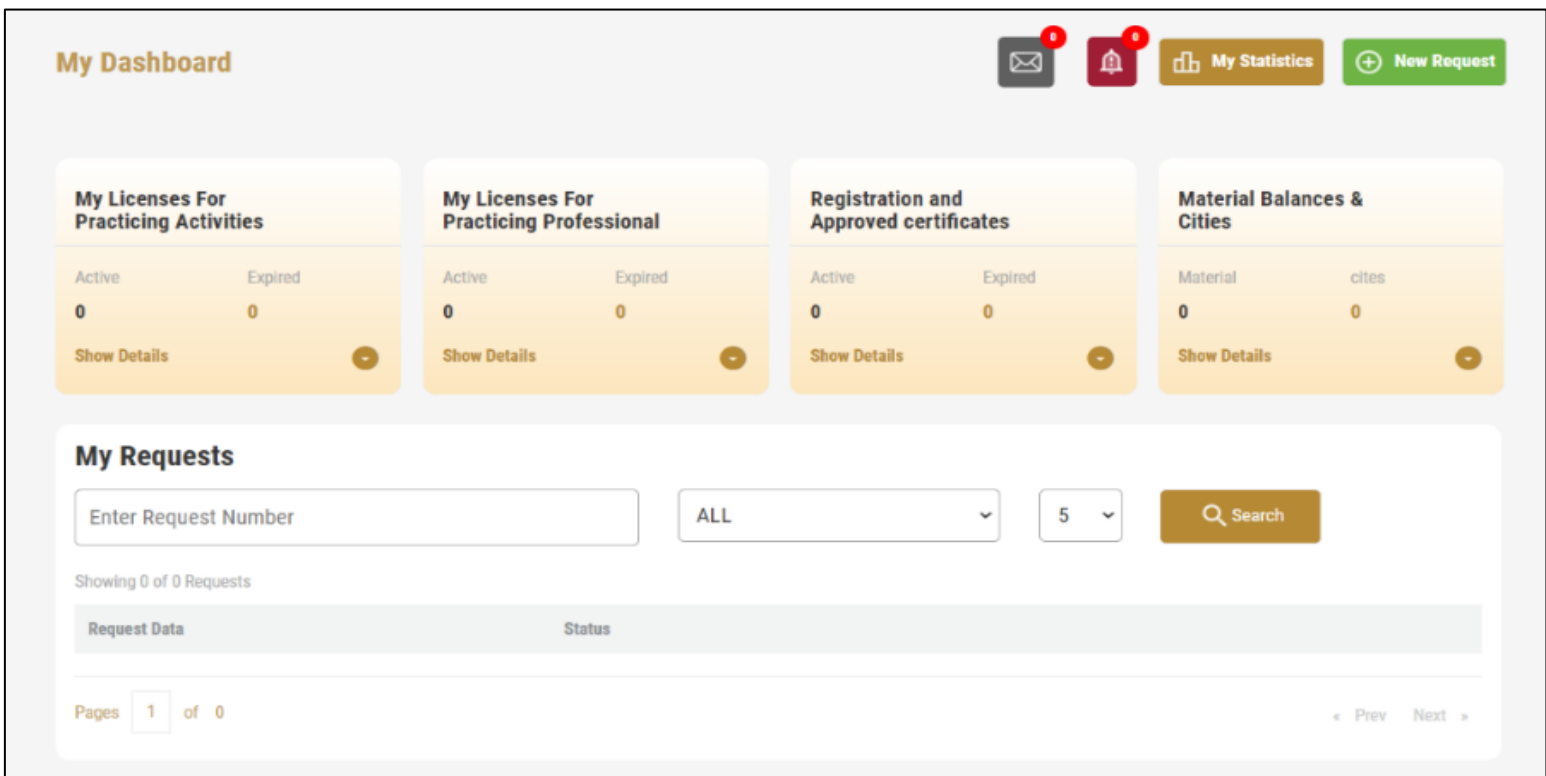 My Dashboard
0
0
My Statistics
New Request
My Licenses For
Practicing Activities
Active Expired
0 0
Show Details
My Licenses For
Practicing Professional
Active Expired
0 0
Show Details
Registration and
Approved certificates
Active Expired
0 0
Show Details
Material Balances &
Cities
Material cites
0 0
Show Details
My Requests
Enter Request Number
ALL
5
Search
Showing 0 of 0 Requests
Request Data Status
Pages 1 of 0
« Prev Next »